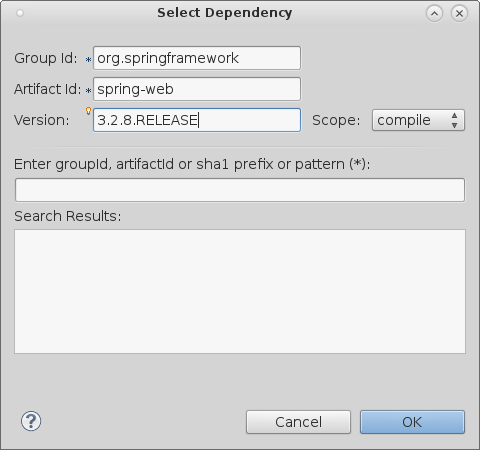 Select Dependency
Group Id: * org.springframework
Artifact Id: * spring-web
Version: 3.2.8.RELEASE Scope: compile
Enter groupId, artifactId or sha1 prefix or pattern (*):
Search Results:
? Cancel OK